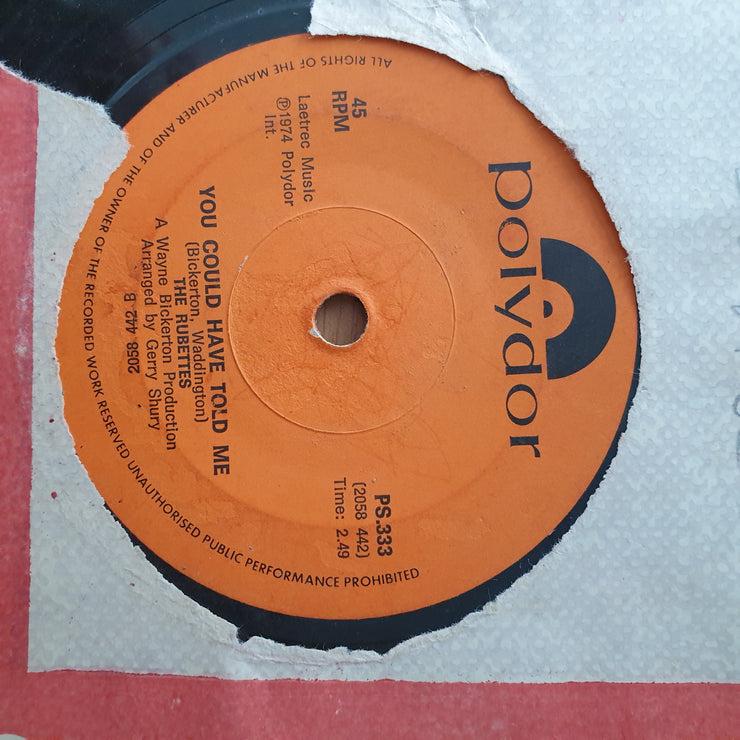 polydor
45
RPM
Laetrec Music
℗1974 Polydor
Int.
PS.333
(2058 442)
Time: 2.49
YOU COULD HAVE TOLD ME
(Bickerton, Waddington)
THE RUBETTES
A Wayne Bickerton Production
Arranged by Gerry Shury
2058 442 B
ALL RIGHTS OF THE MANUFACTURER AND OF THE OWNER OF THE RECORDED WORK RESERVED UNAUTHORISED PUBLIC PERFORMANCE PROHIBITED